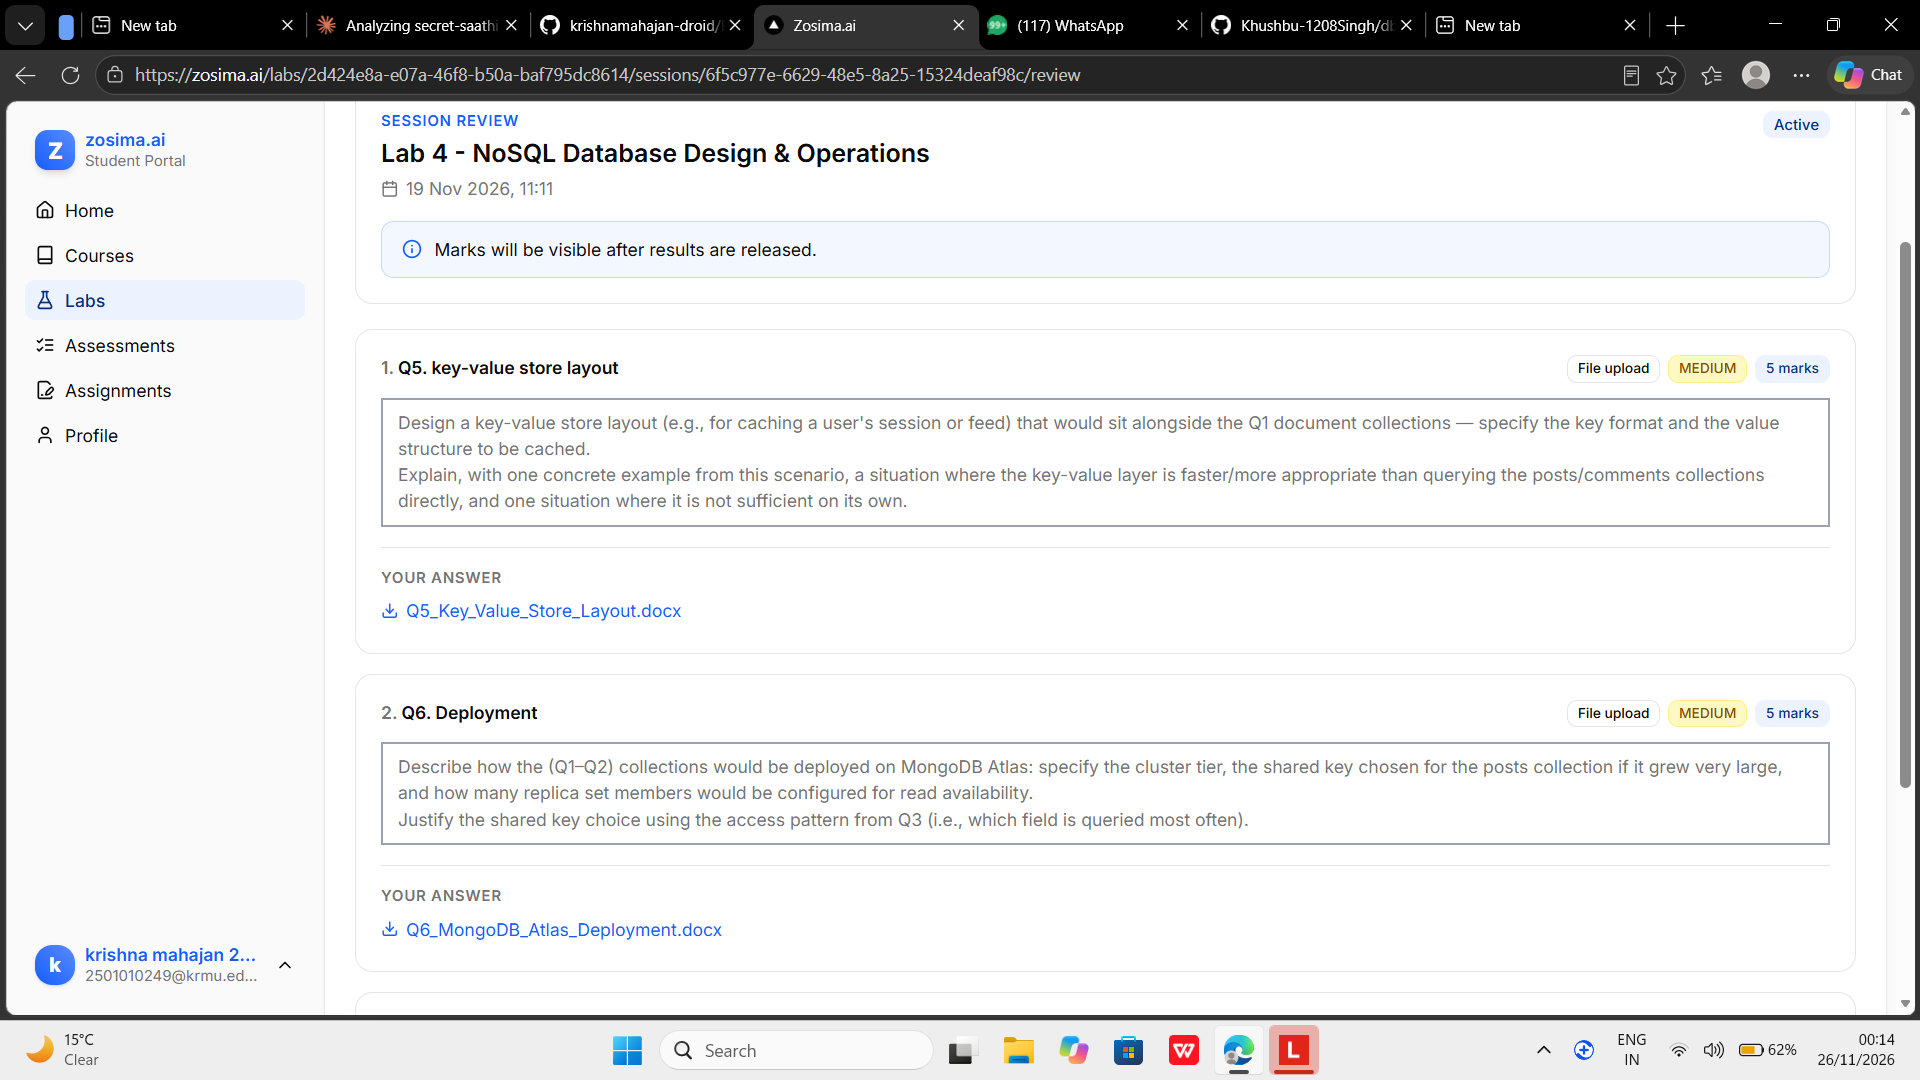 New tab
Analyzing secret-saathi
krishnamahajan-droid/
Zosima.ai
99+
(117) WhatsApp
Khushbu-1208Singh/db
New tab
https://zosima.ai/labs/2d424e8a-e07a-46f8-b50a-baf795dc8614/sessions/6f5c977e-6629-48e5-8a25-15324deaf98c/review
Chat
Z
zosima.ai
Student Portal
Home
Courses
Labs
Assessments
Assignments
Profile
k
krishna mahajan 2...
2501010249@krmu.ed...
SESSION REVIEW
Active
Lab 4 - NoSQL Database Design & Operations
19 Nov 2026, 11:11
Marks will be visible after results are released.
1. Q5. key-value store layout
File upload
MEDIUM
5 marks
Design a key-value store layout (e.g., for caching a user's session or feed) that would sit alongside the Q1 document collections — specify the key format and the value
structure to be cached.
Explain, with one concrete example from this scenario, a situation where the key-value layer is faster/more appropriate than querying the posts/comments collections
directly, and one situation where it is not sufficient on its own.
YOUR ANSWER
Q5_Key_Value_Store_Layout.docx
2. Q6. Deployment
File upload
MEDIUM
5 marks
Describe how the (Q1–Q2) collections would be deployed on MongoDB Atlas: specify the cluster tier, the shared key chosen for the posts collection if it grew very large,
and how many replica set members would be configured for read availability.
Justify the shared key choice using the access pattern from Q3 (i.e., which field is queried most often).
YOUR ANSWER
Q6_MongoDB_Atlas_Deployment.docx
15°C
Clear
Search
W
L
ENG
IN
62%
00:14
26/11/2026